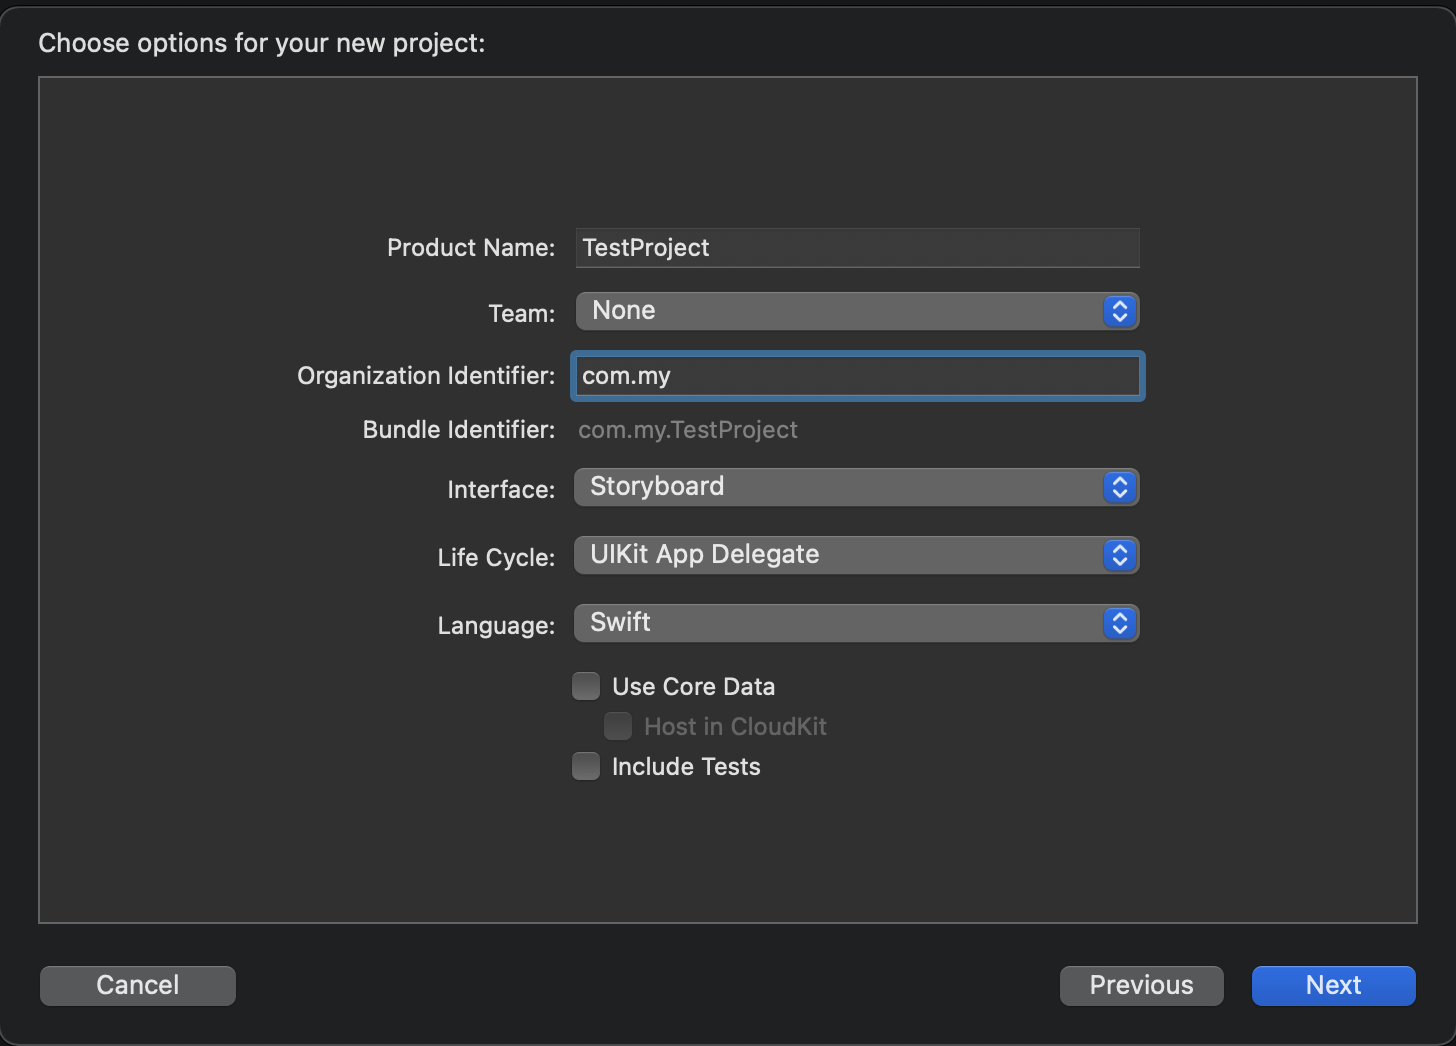 Choose options for your new project:
Product Name: TestProject
Team: None
Organization Identifier: com.my
Bundle Identifier: com.my.TestProject
Interface: Storyboard
Life Cycle: UIKit App Delegate
Language: Swift
Use Core Data
Host in CloudKit
Include Tests
Cancel Previous Next